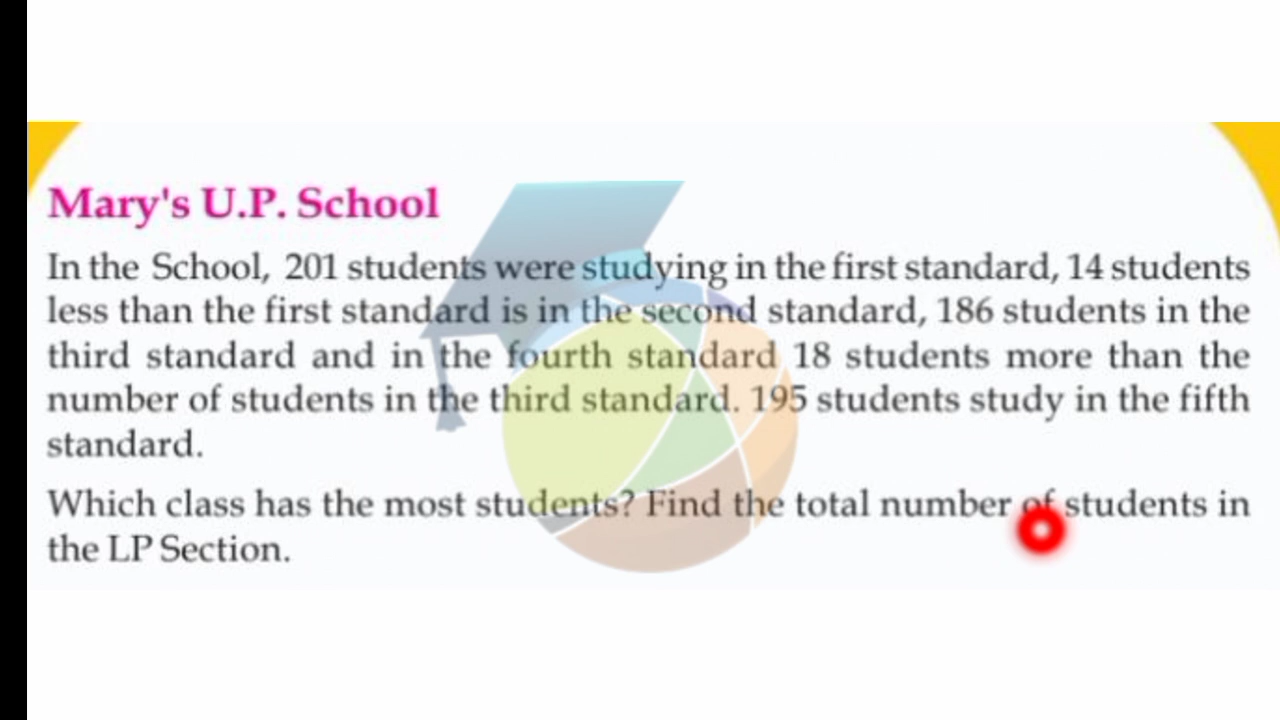 Mary's U.P. School
In the School, 201 students were studying in the first standard, 14 students
less than the first standard is in the second standard, 186 students in the
third standard and in the fourth standard 18 students more than the
number of students in the third standard. 195 students study in the fifth
standard.
Which class has the most students? Find the total number of students in
the LP Section.